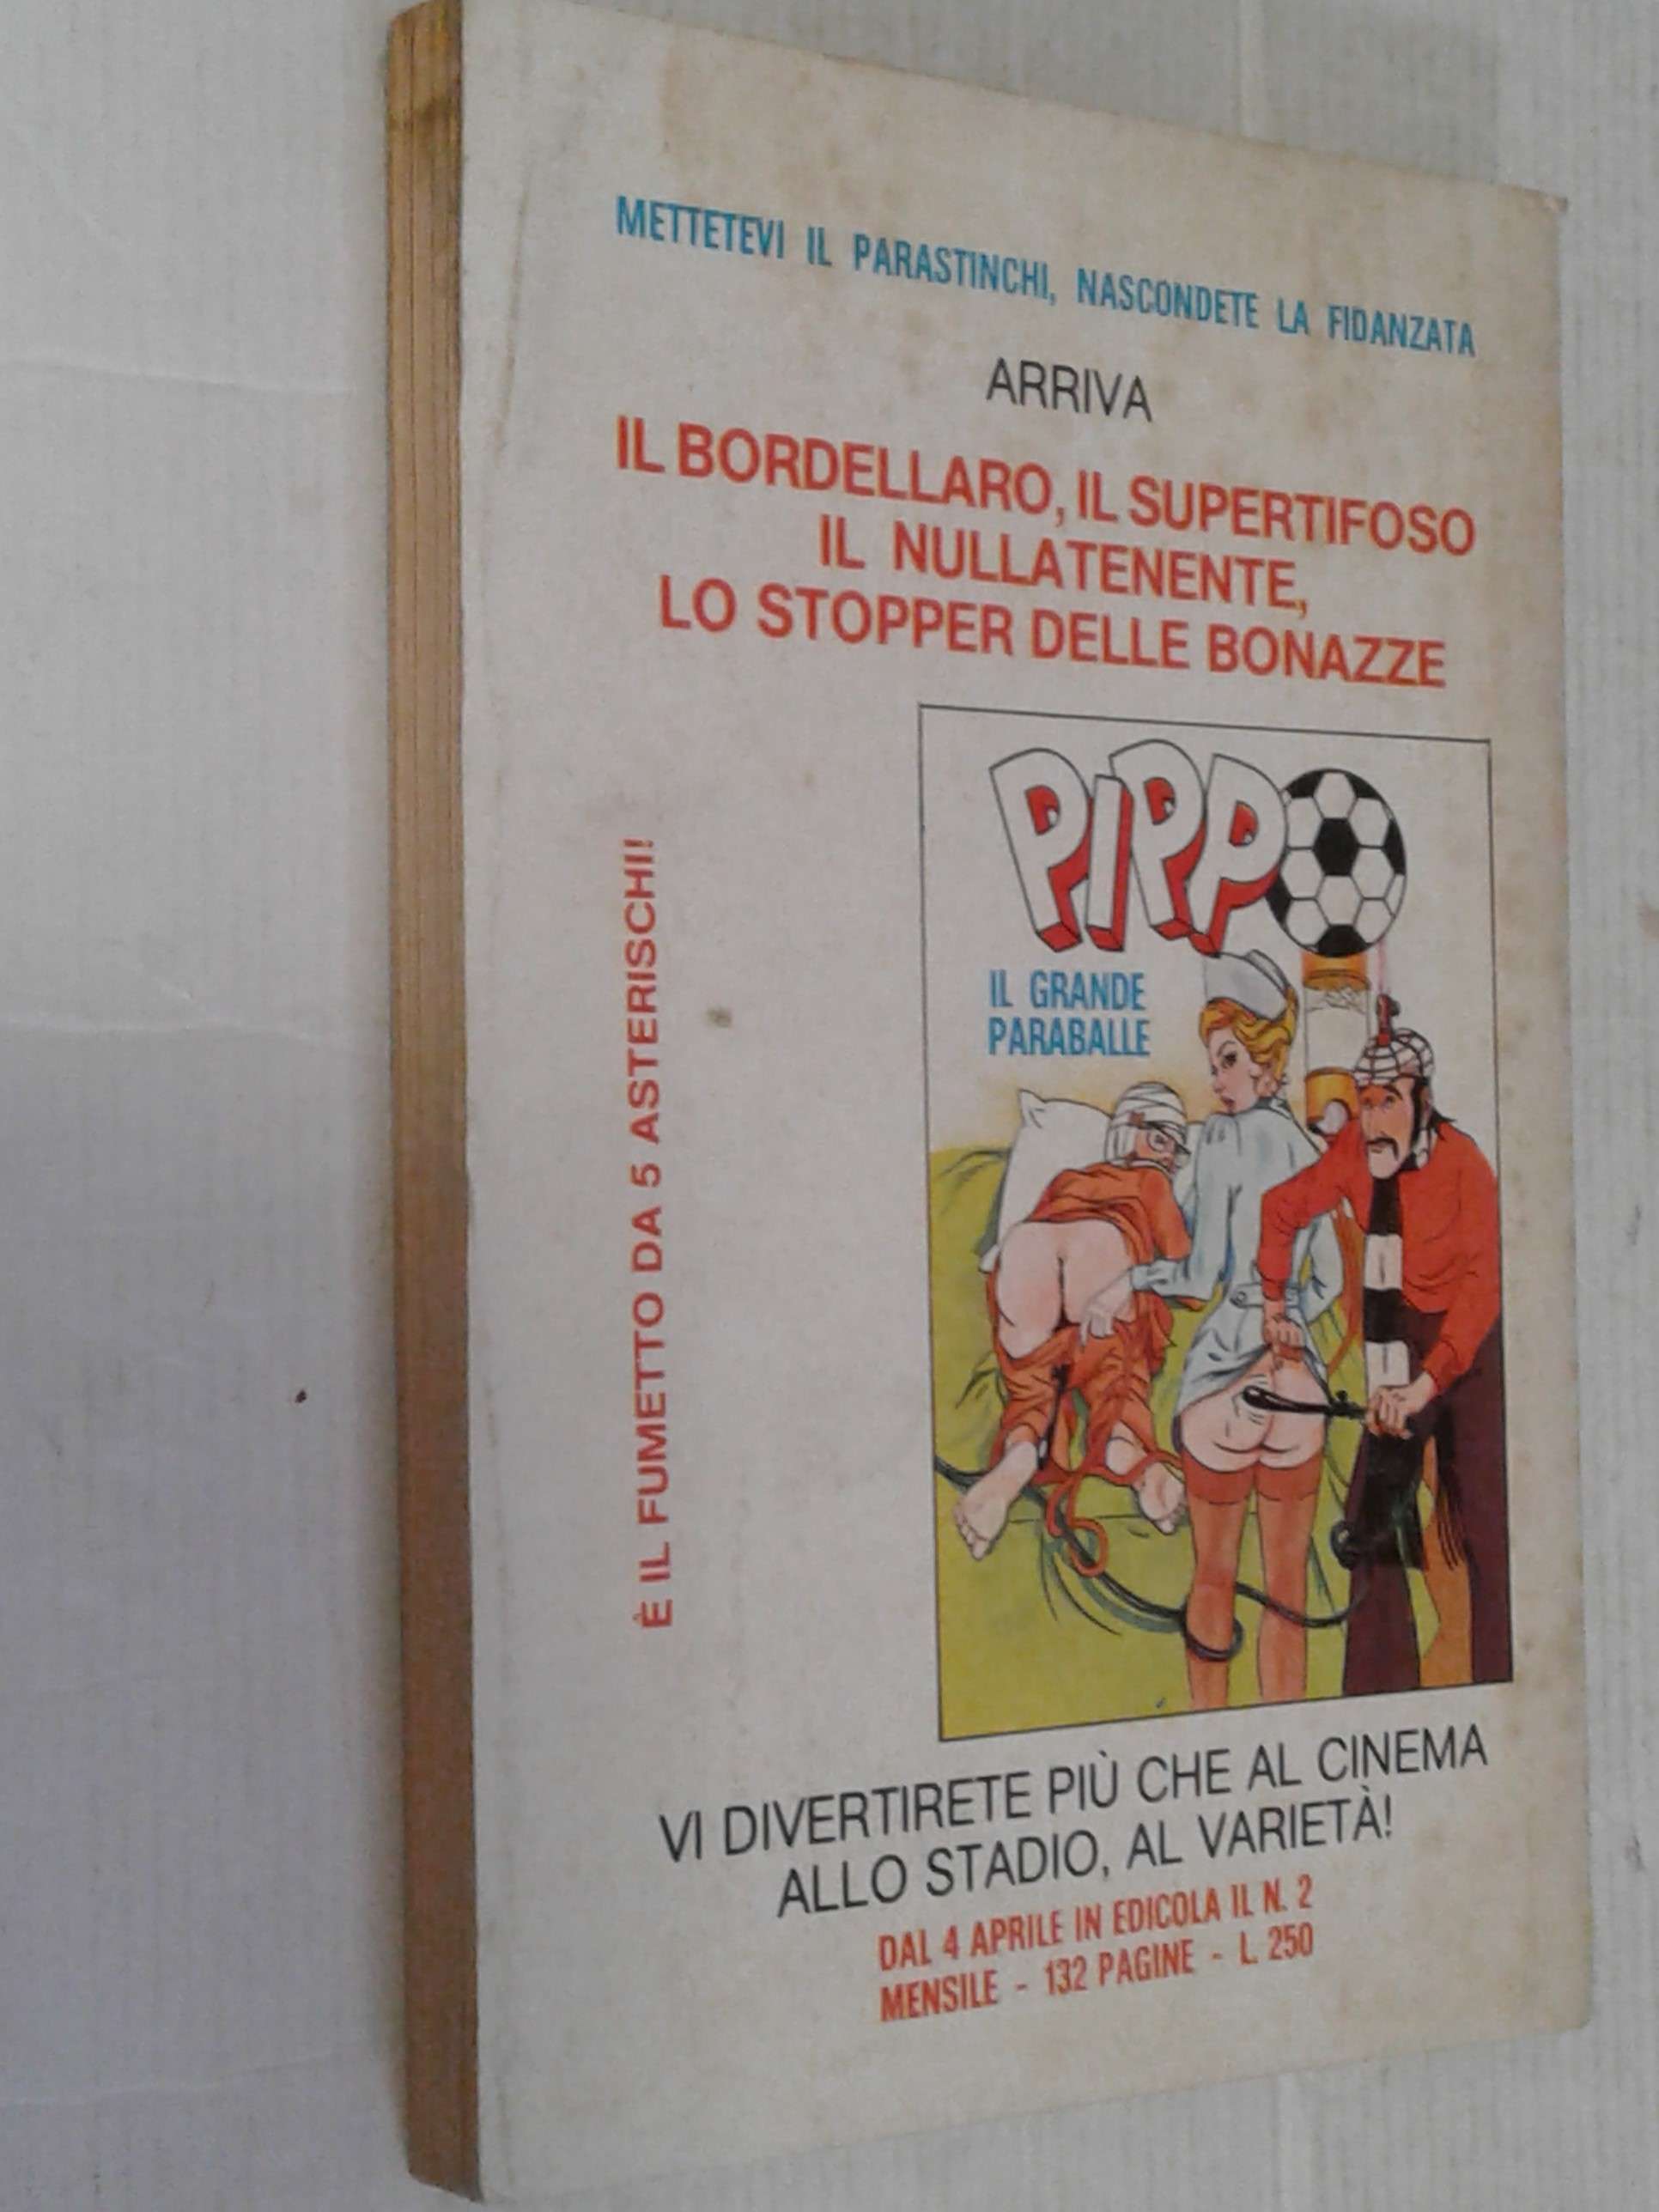 METTETEVI IL PARASTINCHI, NASCONDETE LA FIDANZATA
ARRIVA
IL BORDELLARO, IL SUPERTIFOSO
IL NULLATENENTE,
LO STOPPER DELLE BONAZZE
È IL FUMETTO DA 5 ASTERISCHI!
PIPPO
IL GRANDE
PARABALLE
VI DIVERTIRETE PIÙ CHE AL CINEMA
ALLO STADIO, AL VARIETÀ!
DAL 4 APRILE IN EDICOLA IL N. 2
MENSILE - 132 PAGINE - L. 250